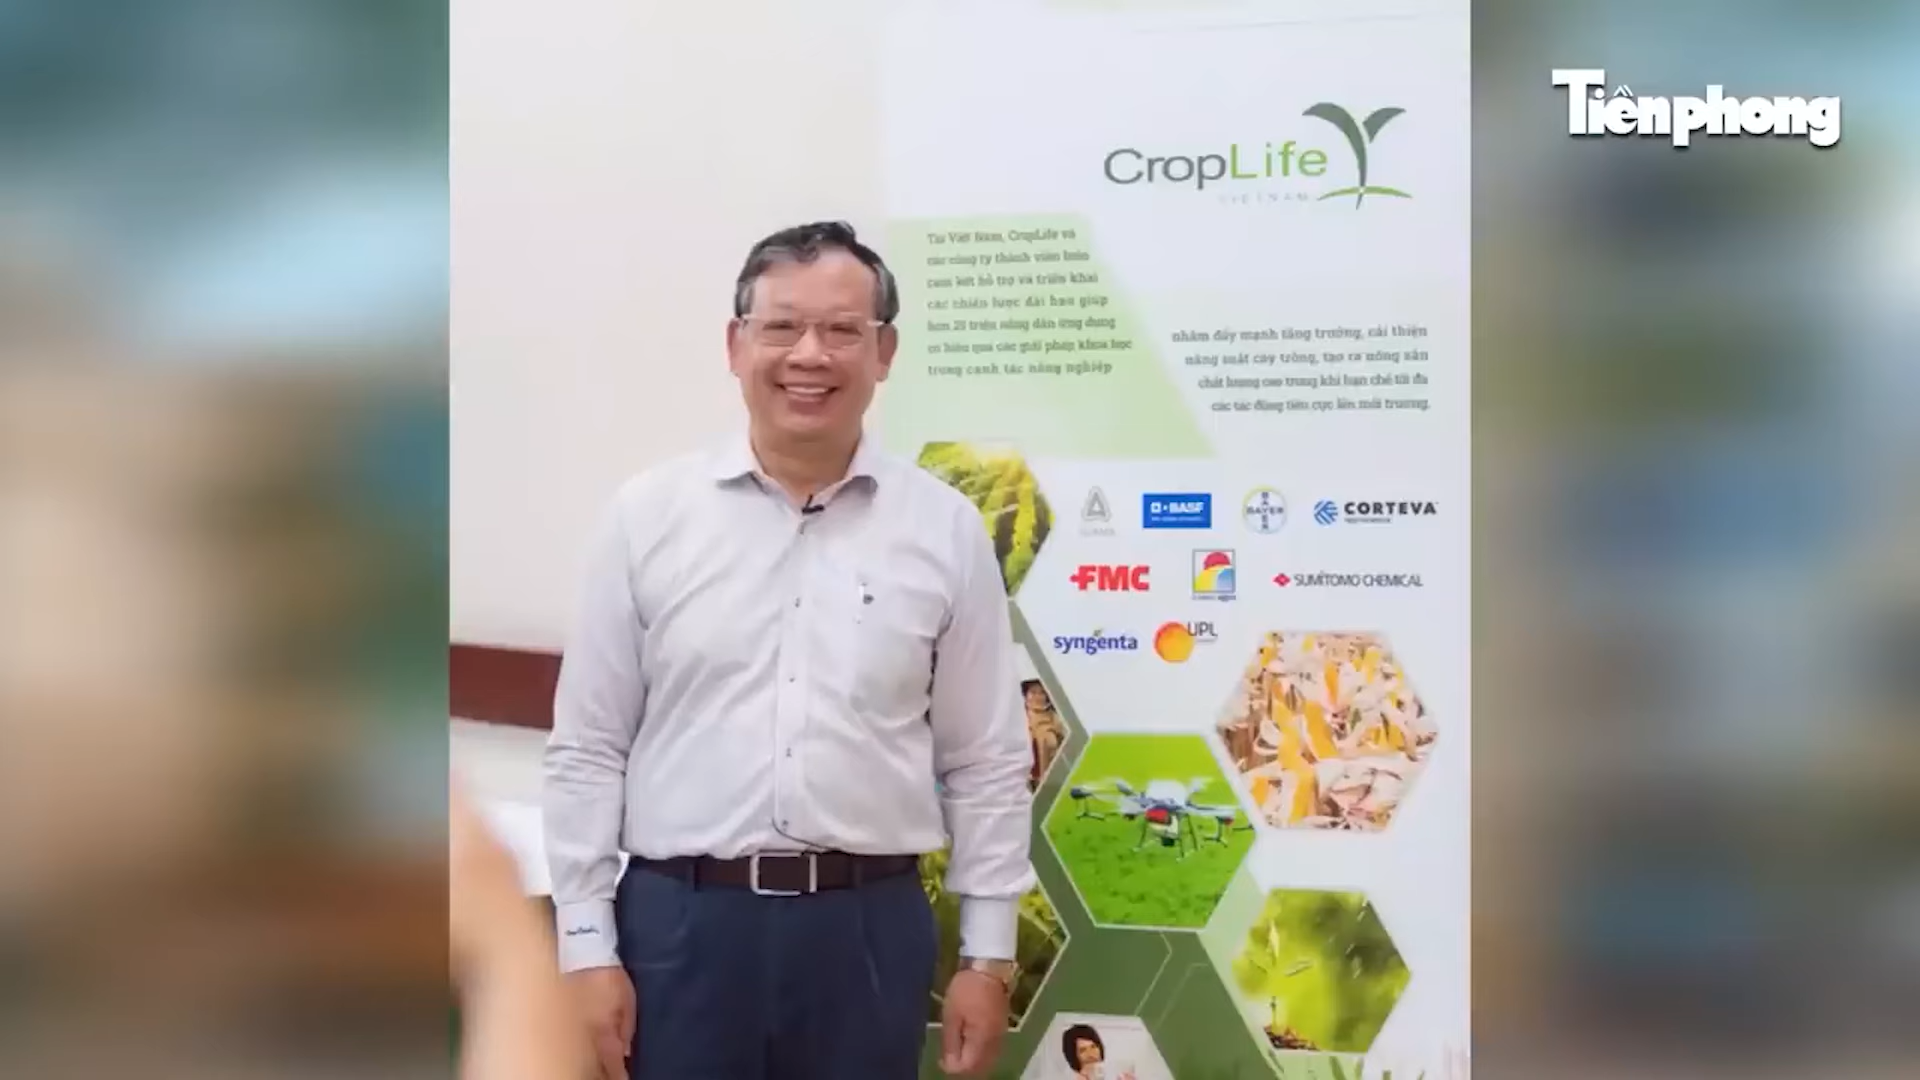 Tiềnphong
CropLife
VIETNAM
Tại Việt Nam, CropLife và
các công ty thành viên luôn
cam kết hỗ trợ và triển khai
các chiến lược dài hạn giúp
hơn 20 triệu nông dân ứng dụng
có hiệu quả các giải pháp khoa học
trong canh tác nông nghiệp
nhằm đẩy mạnh tăng trưởng, cải thiện
năng suất cây trồng, tạo ra nông sản
chất lượng cao trong khi hạn chế tối đa
các tác động tiêu cực lên môi trường.
ADAMA
BASF
BAYER
CORTEVA
FMC
SUMITOMO CHEMICAL
syngenta
UPL